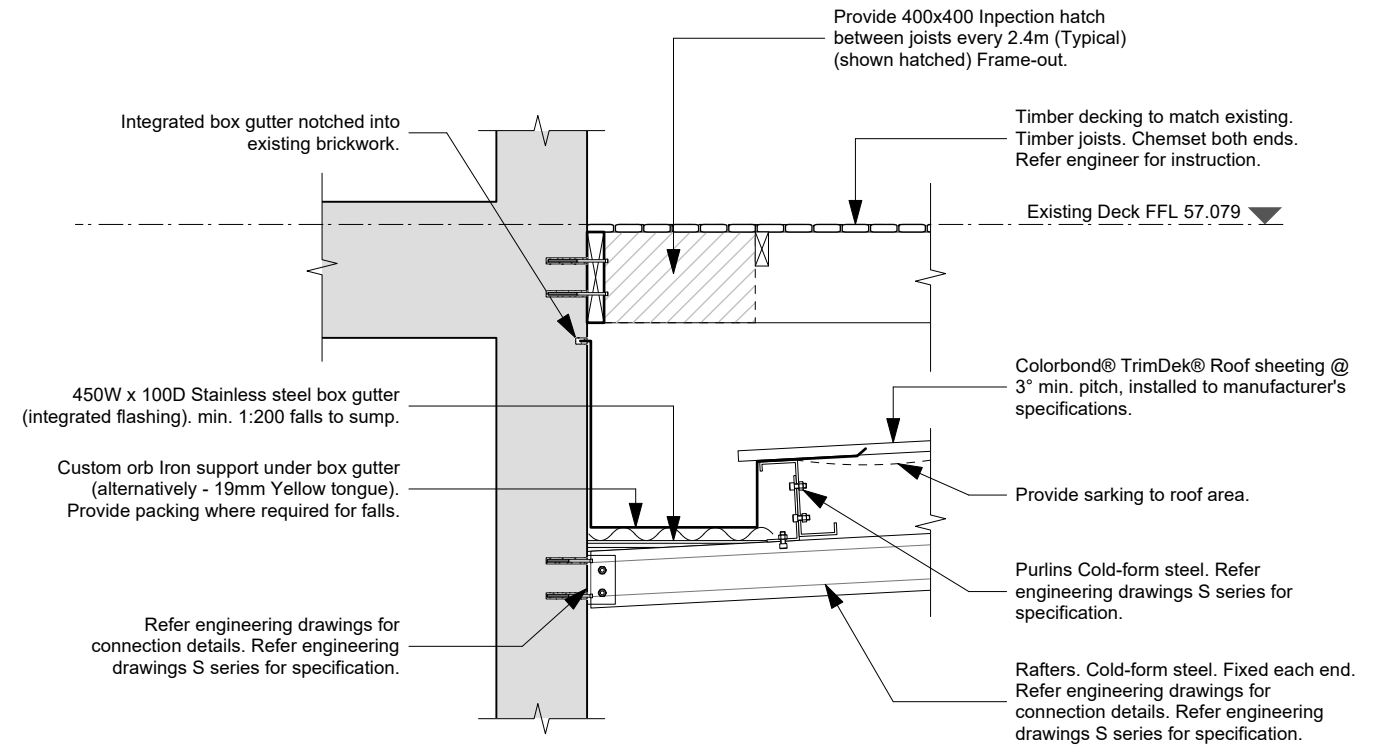 Provide 400x400 Inpection hatch
between joists every 2.4m (Typical)
(shown hatched) Frame-out.
Integrated box gutter notched into
existing brickwork.
Timber decking to match existing.
Timber joists. Chemset both ends.
Refer engineer for instruction.
Existing Deck FFL 57.079
450W x 100D Stainless steel box gutter
(integrated flashing). min. 1:200 falls to sump.
Custom orb Iron support under box gutter
(alternatively - 19mm Yellow tongue).
Provide packing where required for falls.
Refer engineering drawings for
connection details. Refer engineering
drawings S series for specification.
Colorbond® TrimDek® Roof sheeting @
3° min. pitch, installed to manufacturer's
specifications.
Provide sarking to roof area.
Purlins Cold-form steel. Refer
engineering drawings S series for
specification.
Rafters. Cold-form steel. Fixed each end.
Refer engineering drawings for
connection details. Refer engineering
drawings S series for specification.